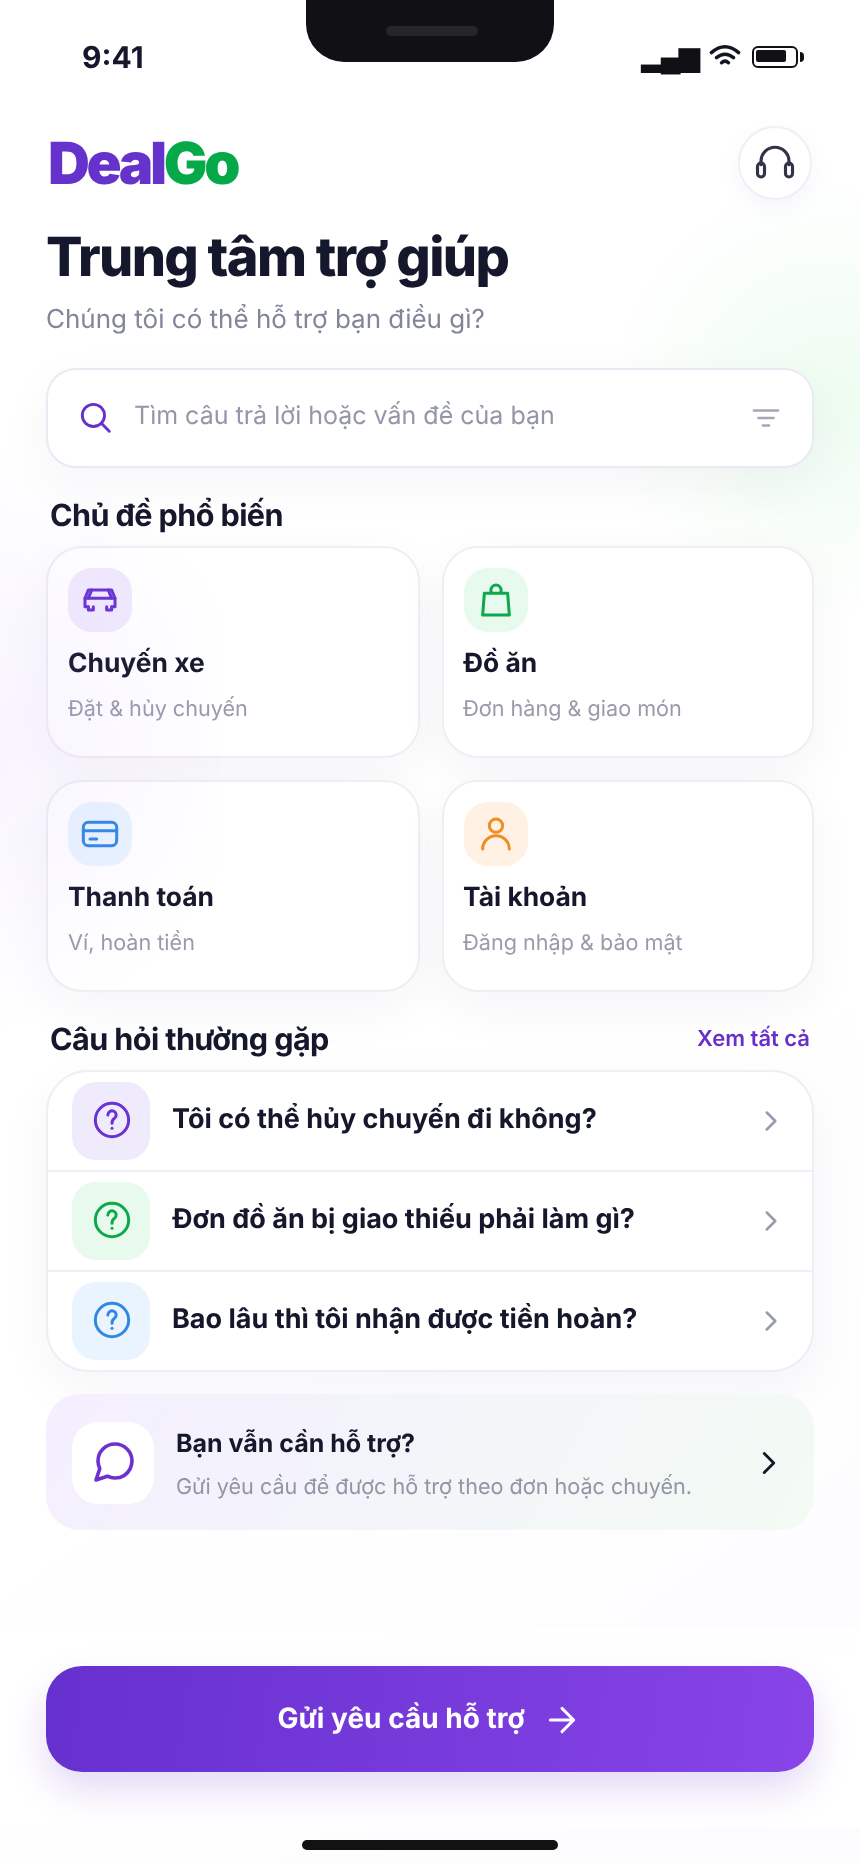 9:41
DealGo
Trung tâm trợ giúp
Chúng tôi có thể hỗ trợ bạn điều gì?
Tìm câu trả lời hoặc vấn đề của bạn
Chủ đề phổ biến
Chuyến xe
Đặt & hủy chuyến
Đồ ăn
Đơn hàng & giao món
Thanh toán
Ví, hoàn tiền
Tài khoản
Đăng nhập & bảo mật
Câu hỏi thường gặp
Xem tất cả
Tôi có thể hủy chuyến đi không?
Đơn đồ ăn bị giao thiếu phải làm gì?
Bao lâu thì tôi nhận được tiền hoàn?
Bạn vẫn cần hỗ trợ?
Gửi yêu cầu để được hỗ trợ theo đơn hoặc chuyến.
Gửi yêu cầu hỗ trợ